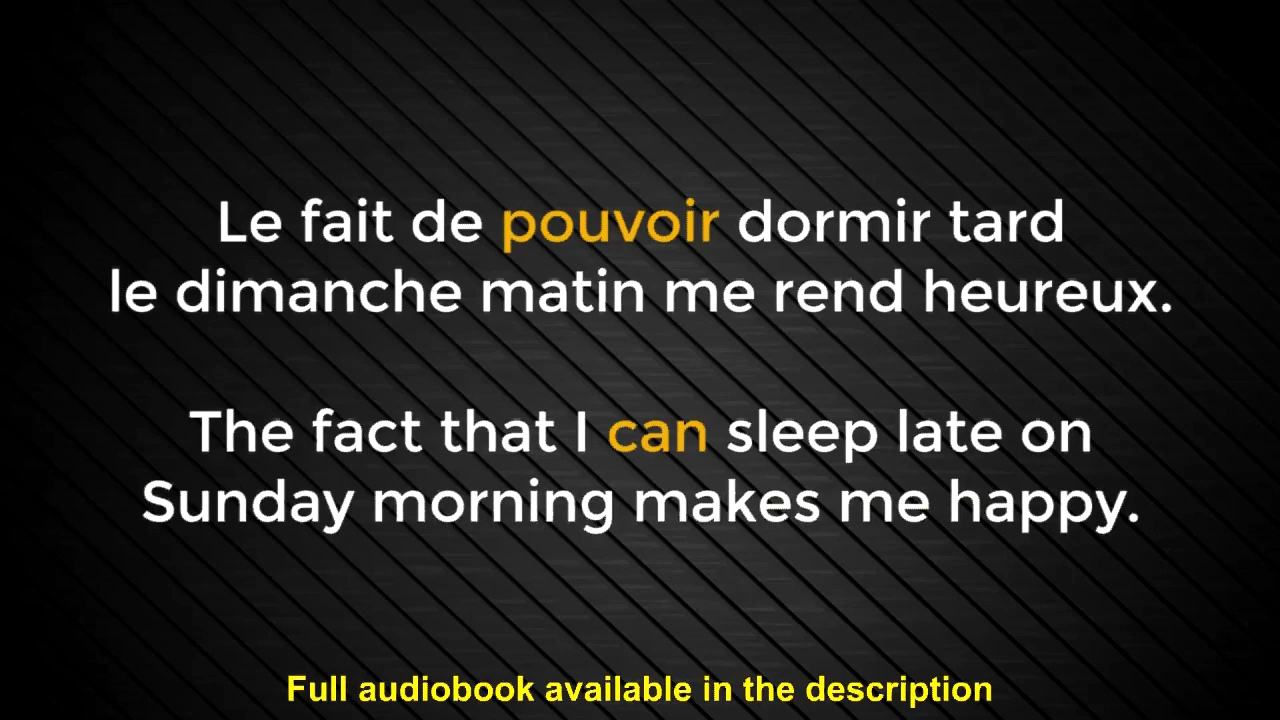 Le fait de pouvoir dormir tard
le dimanche matin me rend heureux.
The fact that I can sleep late on
Sunday morning makes me happy.
Full audiobook available in the description